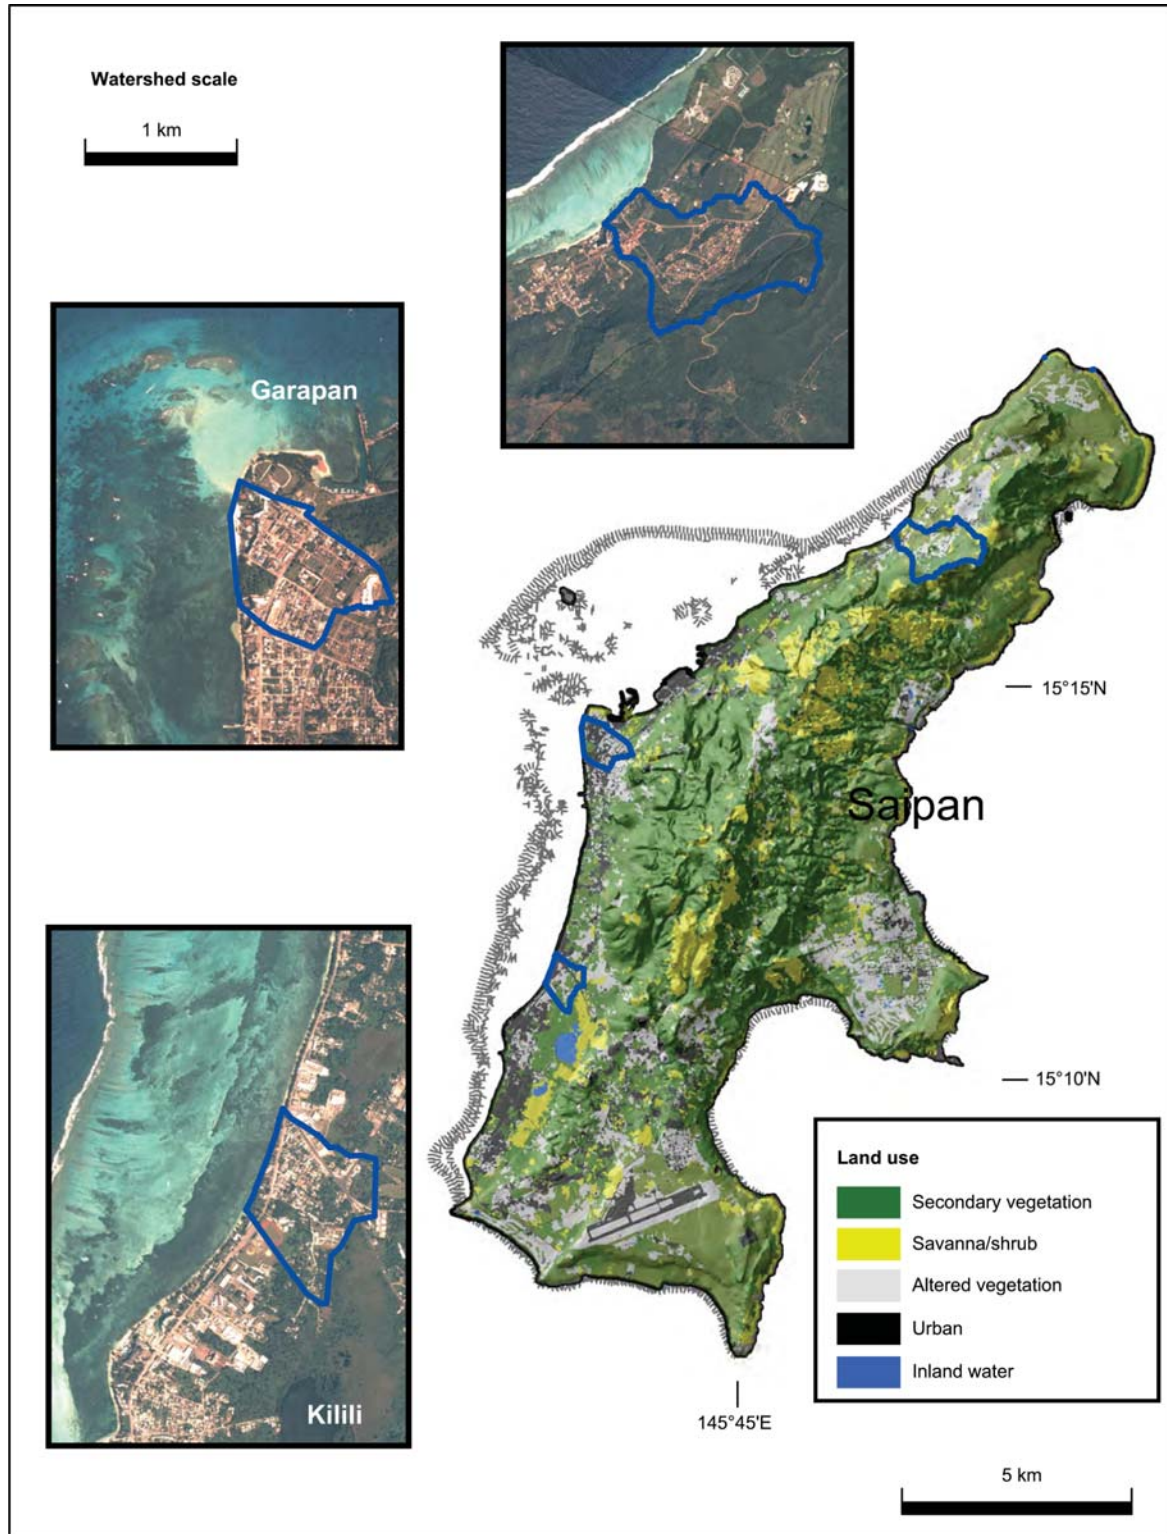 Watershed scale
1 km
Garapan
Saipan
15°15'N
15°10'N
Kilili
Land use
Secondary vegetation
Savanna/shrub
Altered vegetation
Urban
Inland water
145°45'E
5 km